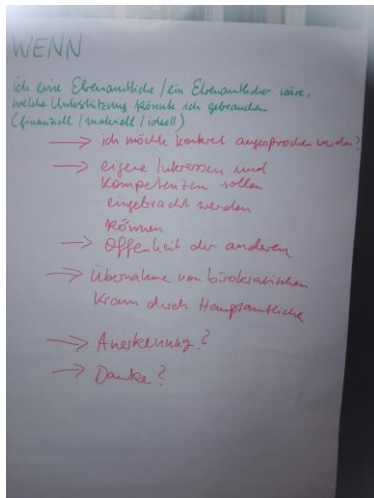 WENN
ich eine Ehrenamtliche / ein Ehrenamtlicher wäre,
welche Unterstützung könnte ich gebrauchen
(finanziell / materiell / ideell)
→ ich möchte konkret angesprochen werden?
→ eigene Interessen und
Kompetenzen sollen
eingebracht werden
können
→ Offenheit der anderen
→ Übernahme von bürokratischen
Kram durch Hauptamtliche
→ Anerkennung?
→ Danke?